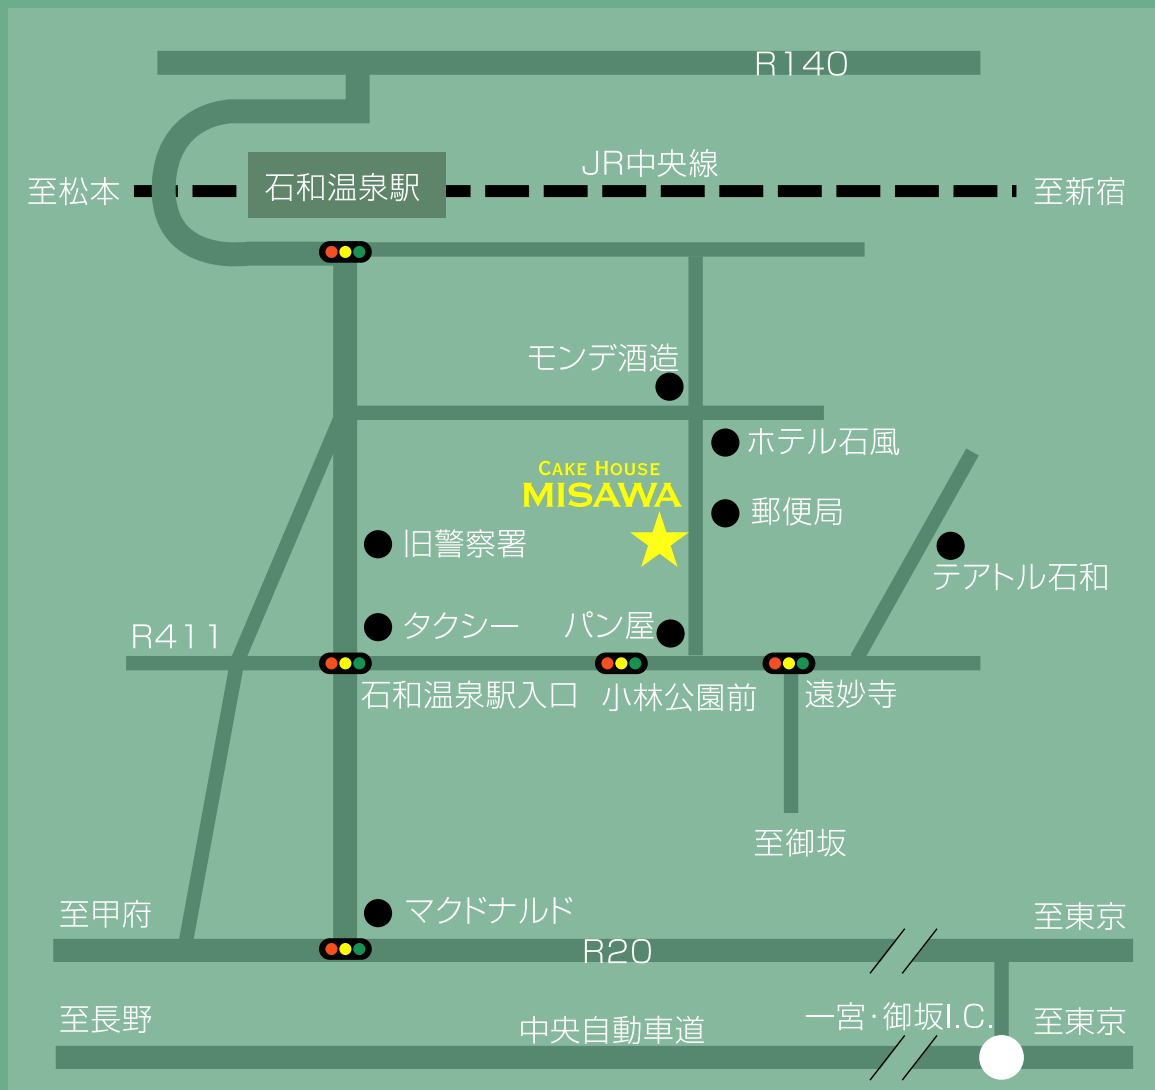 R140
JR中央線
至松本
石和温泉駅
至新宿
モンデ酒造
ホテル石風
CAKE HOUSE
MISAWA
郵便局
旧警察署
テアトル石和
R411
タクシー
パン屋
石和温泉駅入口
小林公園前
遠妙寺
至御坂
至甲府
マクドナルド
至東京
R20
至長野
中央自動車道
一宮・御坂I.C.
至東京